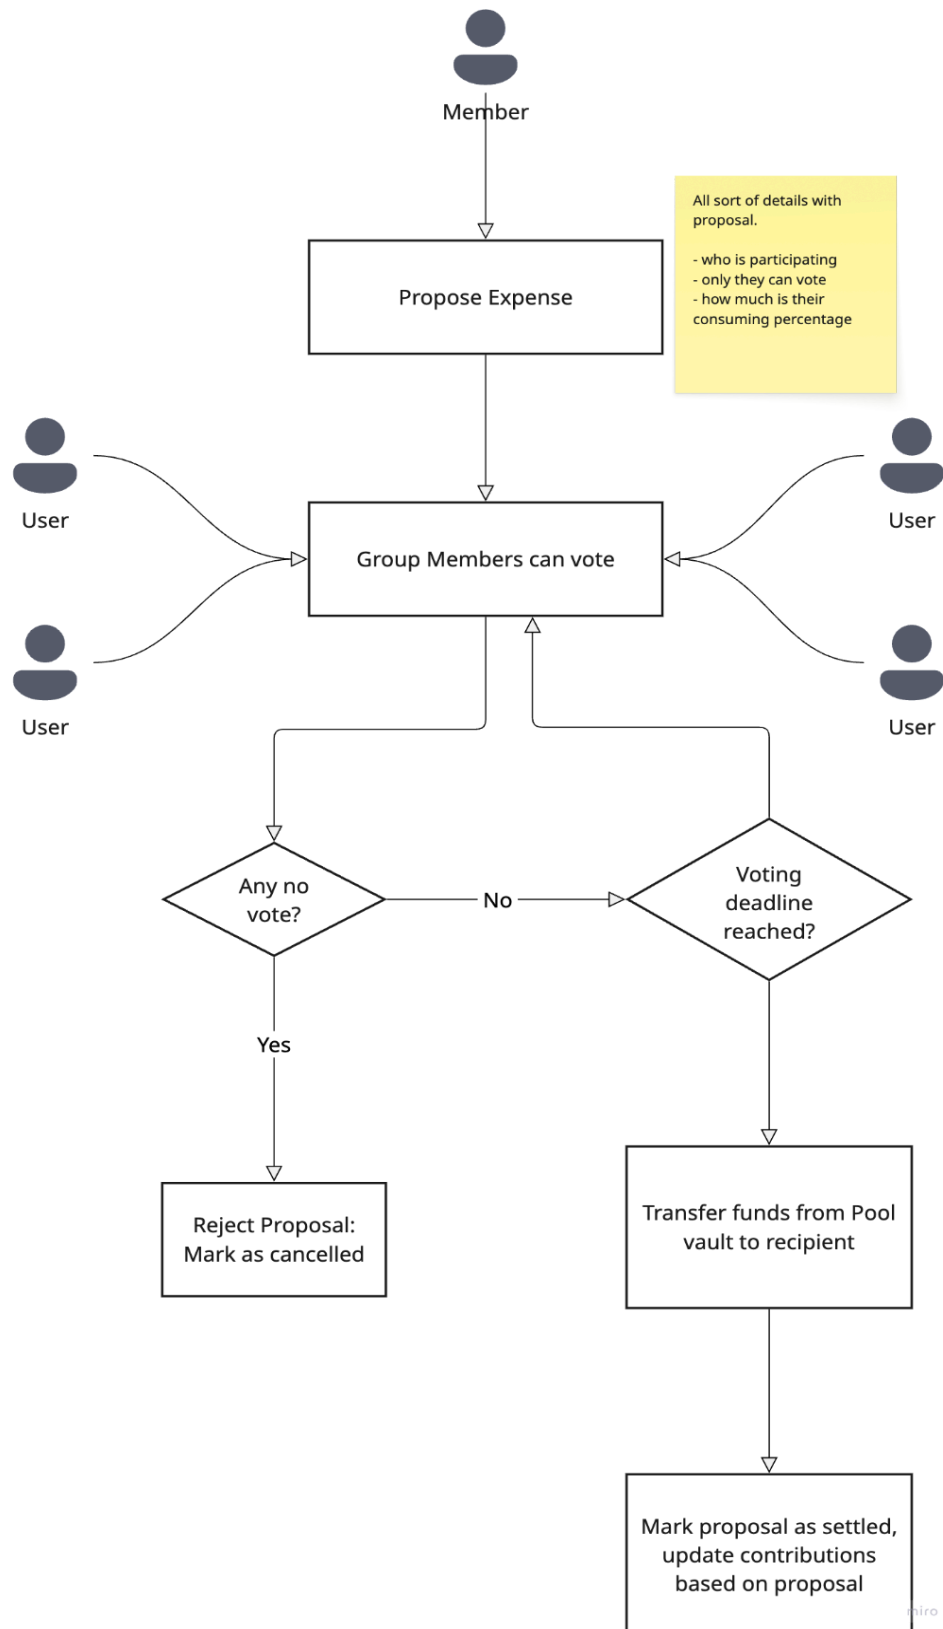 Member
All sort of details with
proposal.
- who is participating
- only they can vote
- how much is their
consuming percentage
Propose Expense
User
User
Group Members can vote
User
User
Any no
vote?
No
Voting
deadline
reached?
Yes
Reject Proposal:
Mark as cancelled
Transfer funds from Pool
vault to recipient
Mark proposal as settled,
update contributions
based on proposal
miro